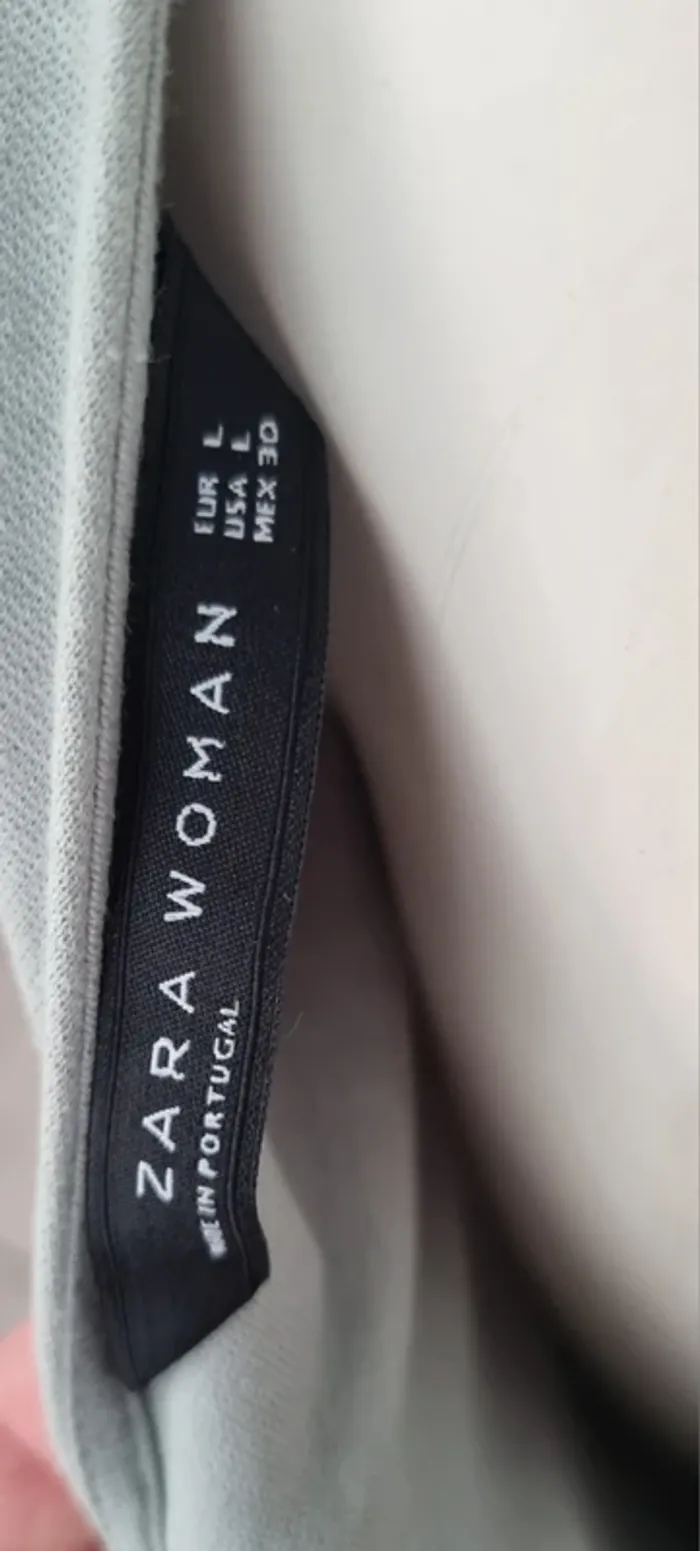 ZARA WOMAN
IN PORTUGAL
EUR L
USA L
MEX 30